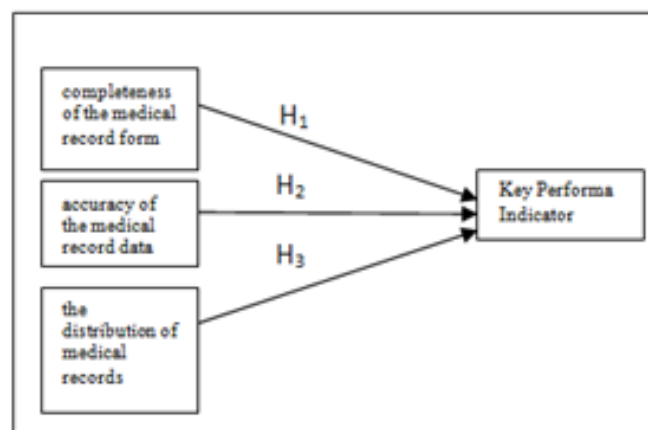 completeness
of the medical
record form
H₁
accuracy of
the medical
record data
H₂
the
distribution of
medical
records
H₃
Key Performa
Indicator